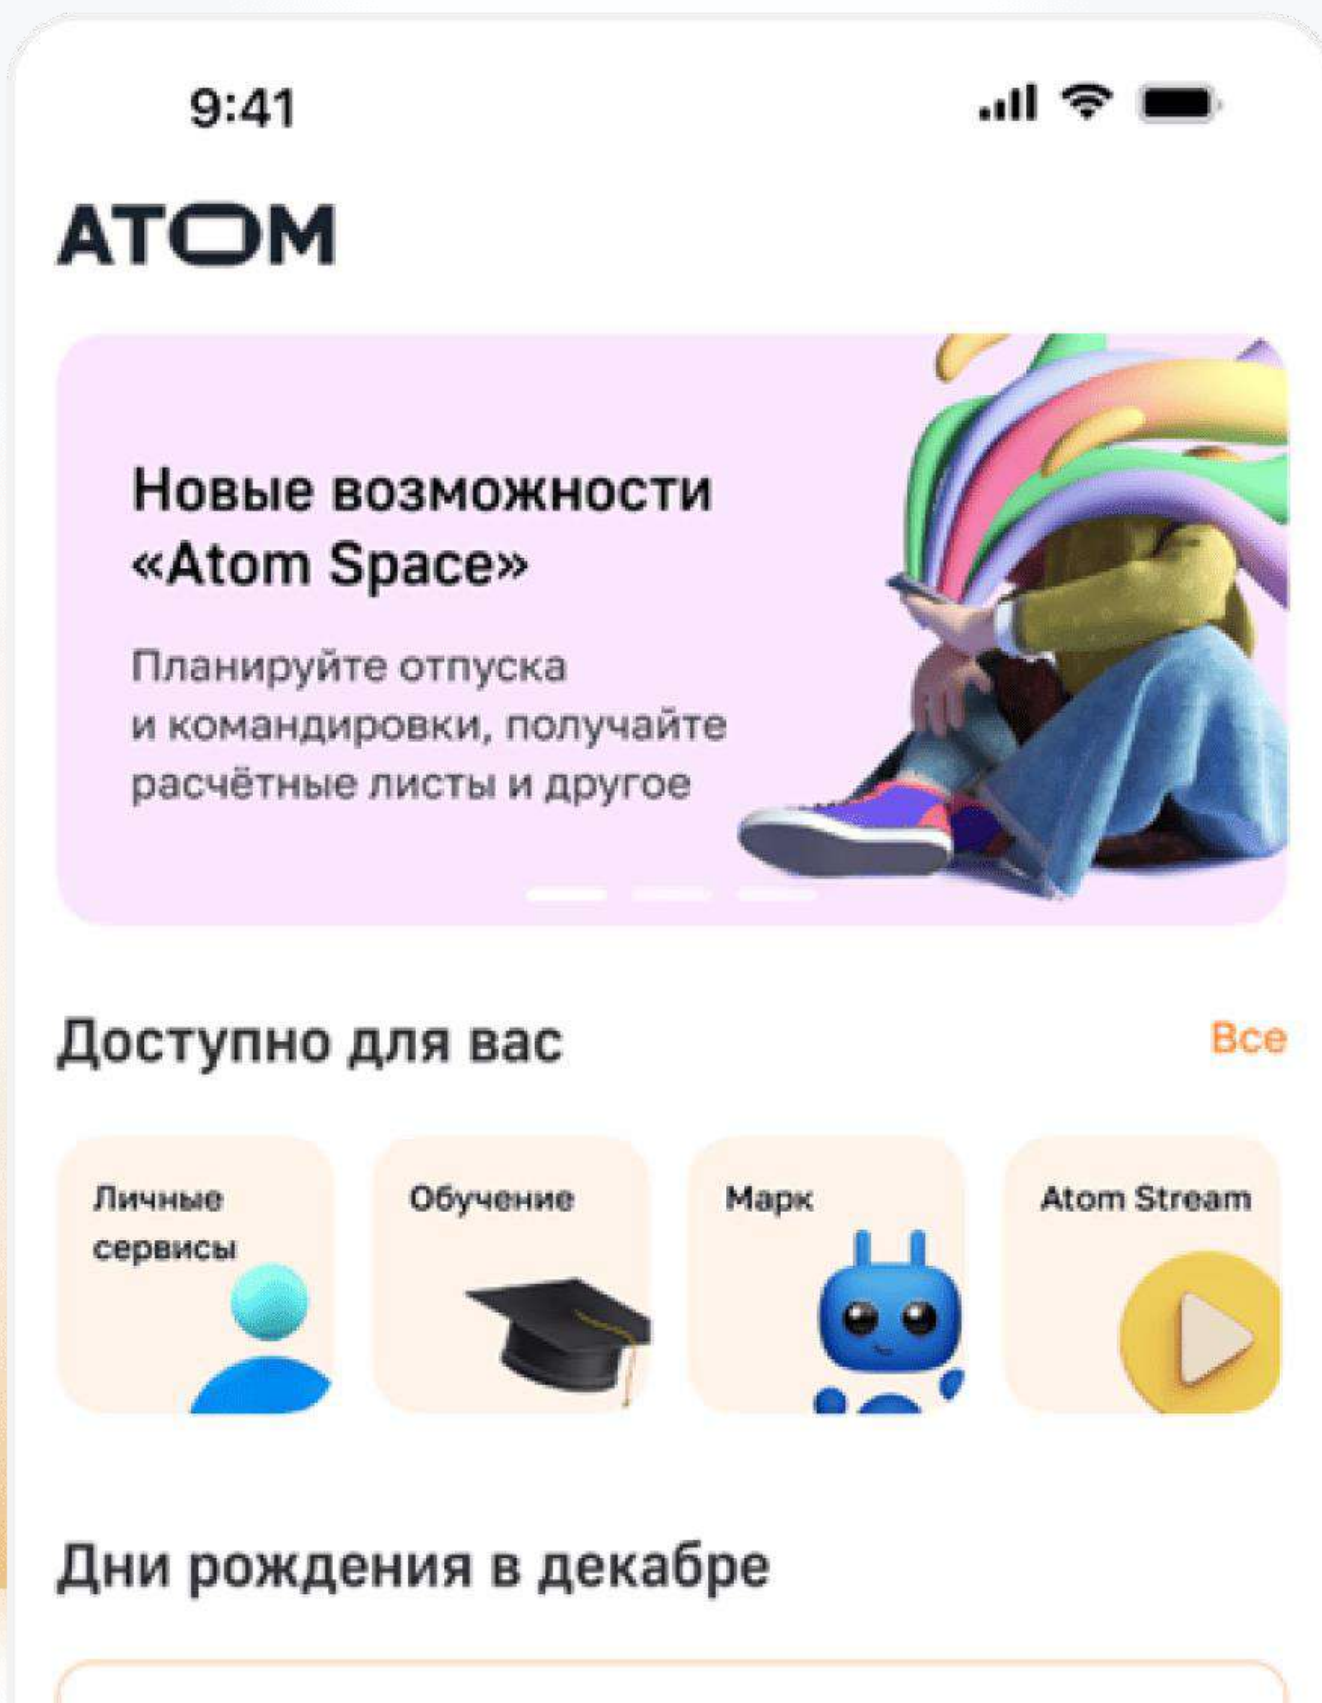 9:41
ATOM
Новые возможности
«Atom Space»
Планируйте отпуска
и командировки, получайте
расчётные листы и другое
Доступно для вас
Все
Личные
сервисы
Обучение
Марк
Atom Stream
Дни рождения в декабре